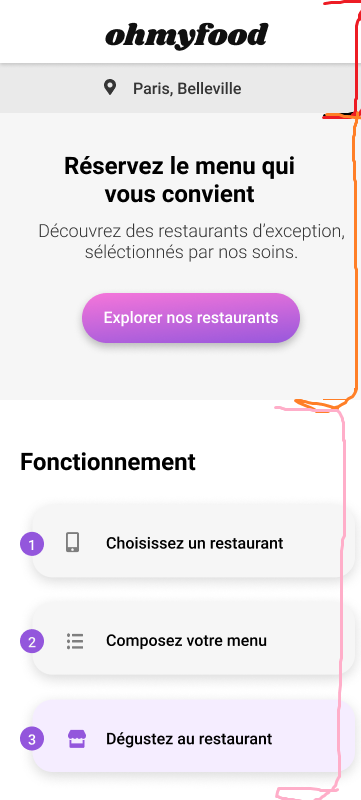 ohmyfood
Paris, Belleville
Réservez le menu qui
vous convient
Découvrez des restaurants d’exception,
séléctionnés par nos soins.
Explorer nos restaurants
Fonctionnement
1 Choisissez un restaurant
2 Composez votre menu
3 Dégustez au restaurant